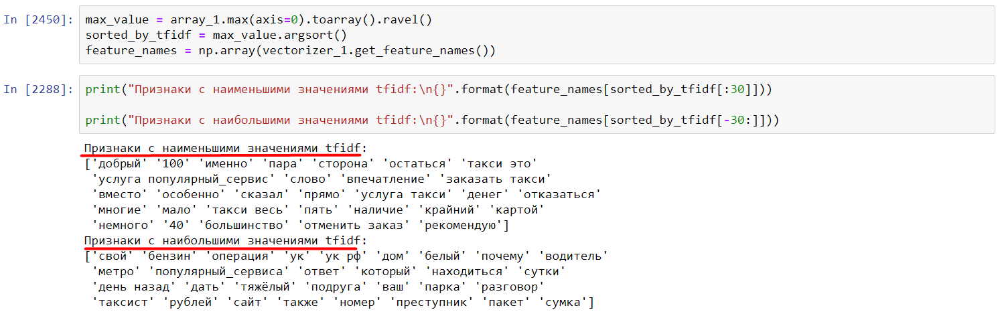 In [2450]: max_value = array_1.max(axis=0).toarray().ravel()
sorted_by_tfidf = max_value.argsort()
feature_names = np.array(vectorizer_1.get_feature_names())
In [2288]: print("Признаки с наименьшими значениями tfidf:\n{}".format(feature_names[sorted_by_tfidf[:30]]))
print("Признаки с наибольшими значениями tfidf:\n{}".format(feature_names[sorted_by_tfidf[-30:]]))
Признаки с наименьшими значениями tfidf:
['добрый' '100' 'именно' 'пара' 'сторона' 'остаться' 'такси это'
'услуга популярный_сервис' 'слово' 'впечатление' 'заказать такси'
'вместо' 'особенно' 'сказал' 'прямо' 'услуга такси' 'денег' 'отказаться'
'многие' 'мало' 'такси весь' 'пять' 'наличие' 'крайний' 'картой'
'немного' '40' 'большинство' 'отменить заказ' 'рекомендую']
Признаки с наибольшими значениями tfidf:
['свой' 'бензин' 'операция' 'ук' 'ук рф' 'дом' 'белый' 'почему' 'водитель'
'метро' 'популярный_сервиса' 'ответ' 'который' 'находиться' 'сутки'
'день назад' 'дать' 'тяжёлый' 'подруга' 'ваш' 'парка' 'разговор'
'таксист' 'рублей' 'сайт' 'также' 'номер' 'преступник' 'пакет' 'сумка']